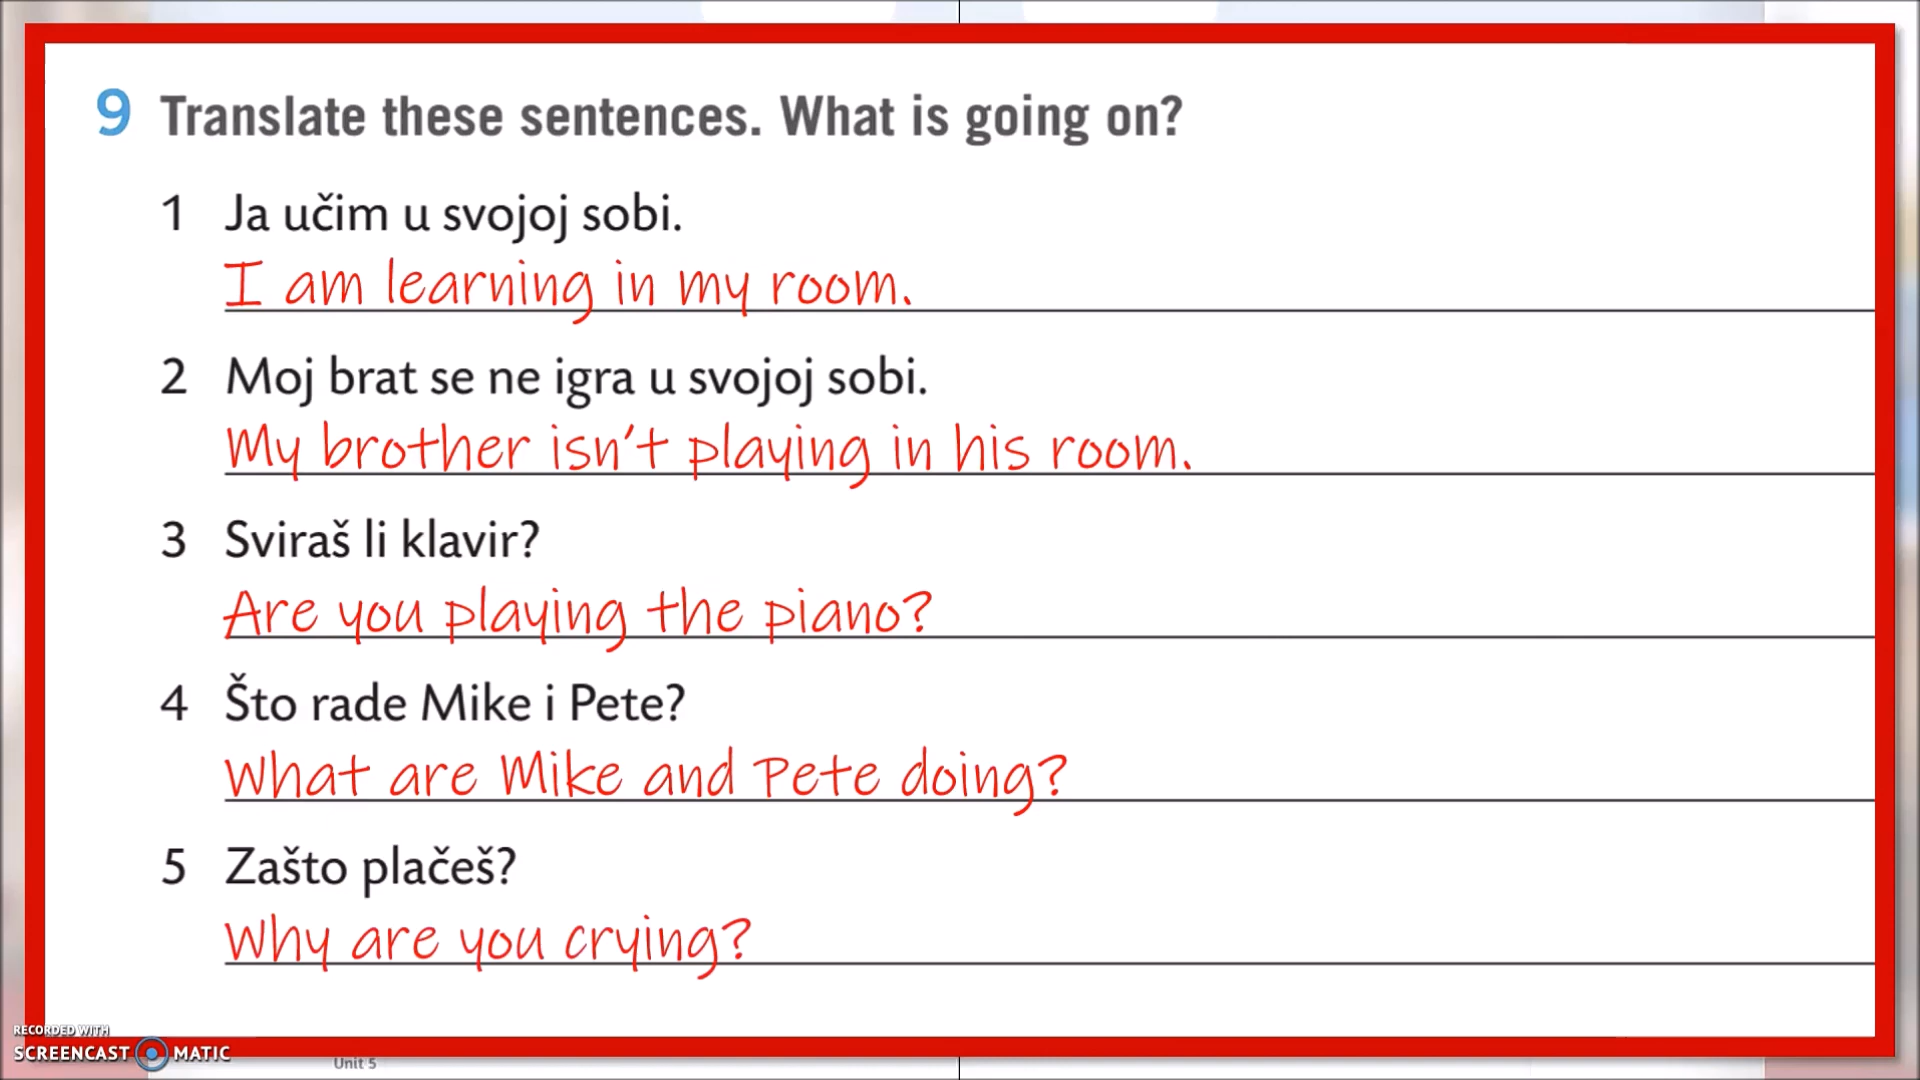 9 Translate these sentences. What is going on?
1 Ja učim u svojoj sobi.
I am learning in my room.
2 Moj brat se ne igra u svojoj sobi.
My brother isn't playing in his room.
3 Sviraš li klavir?
Are you playing the piano?
4 Što rade Mike i Pete?
What are Mike and Pete doing?
5 Zašto plačeš?
Why are you crying?
RECORDED WITH
SCREENCAST MATIC
Unit 5